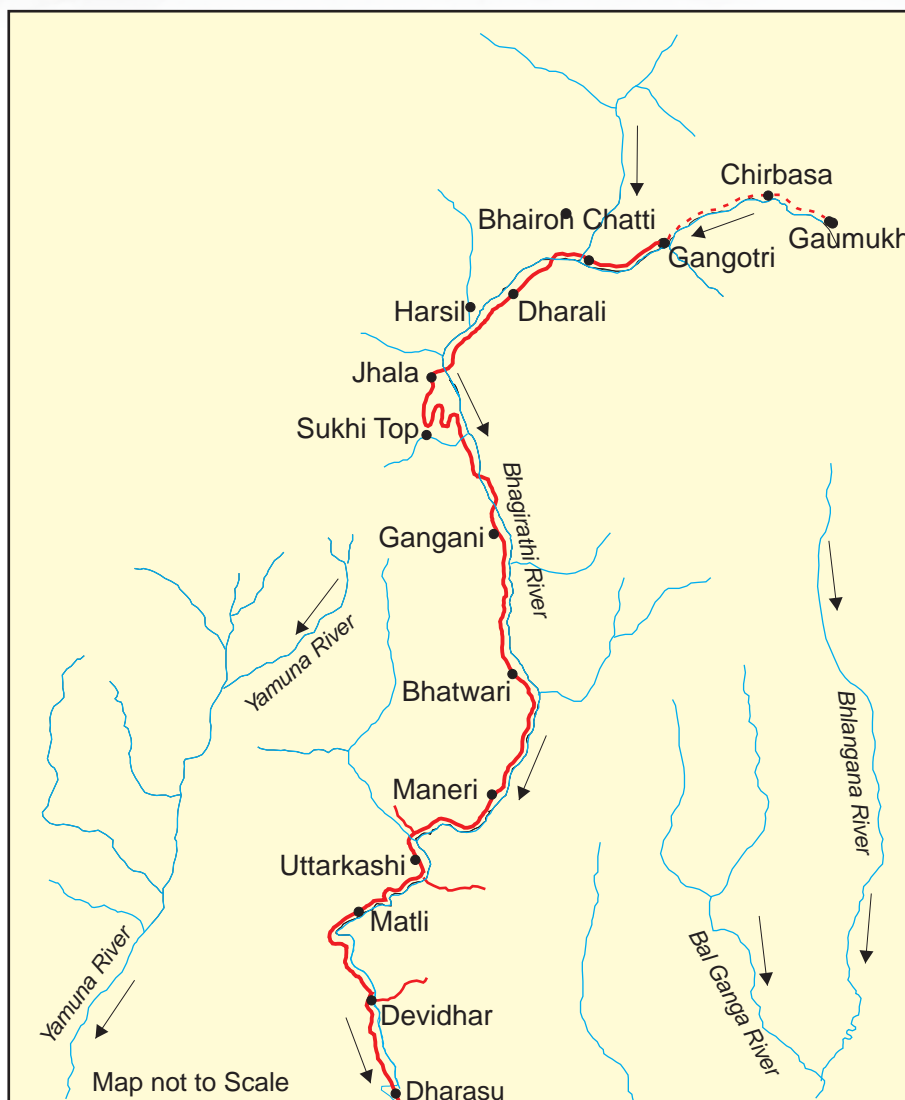 Chirbasa
Bhairon Chatti
Gaumukh
Gangotri
Harsil
Dharali
Jhala
Sukhi Top
Bhagirathi River
Gangani
Yamuna River
Bhatwari
Bhlangana River
Maneri
Uttarkashi
Matli
Yamuna River
Bal Ganga River
Devidhar
Map not to Scale
Dharasu